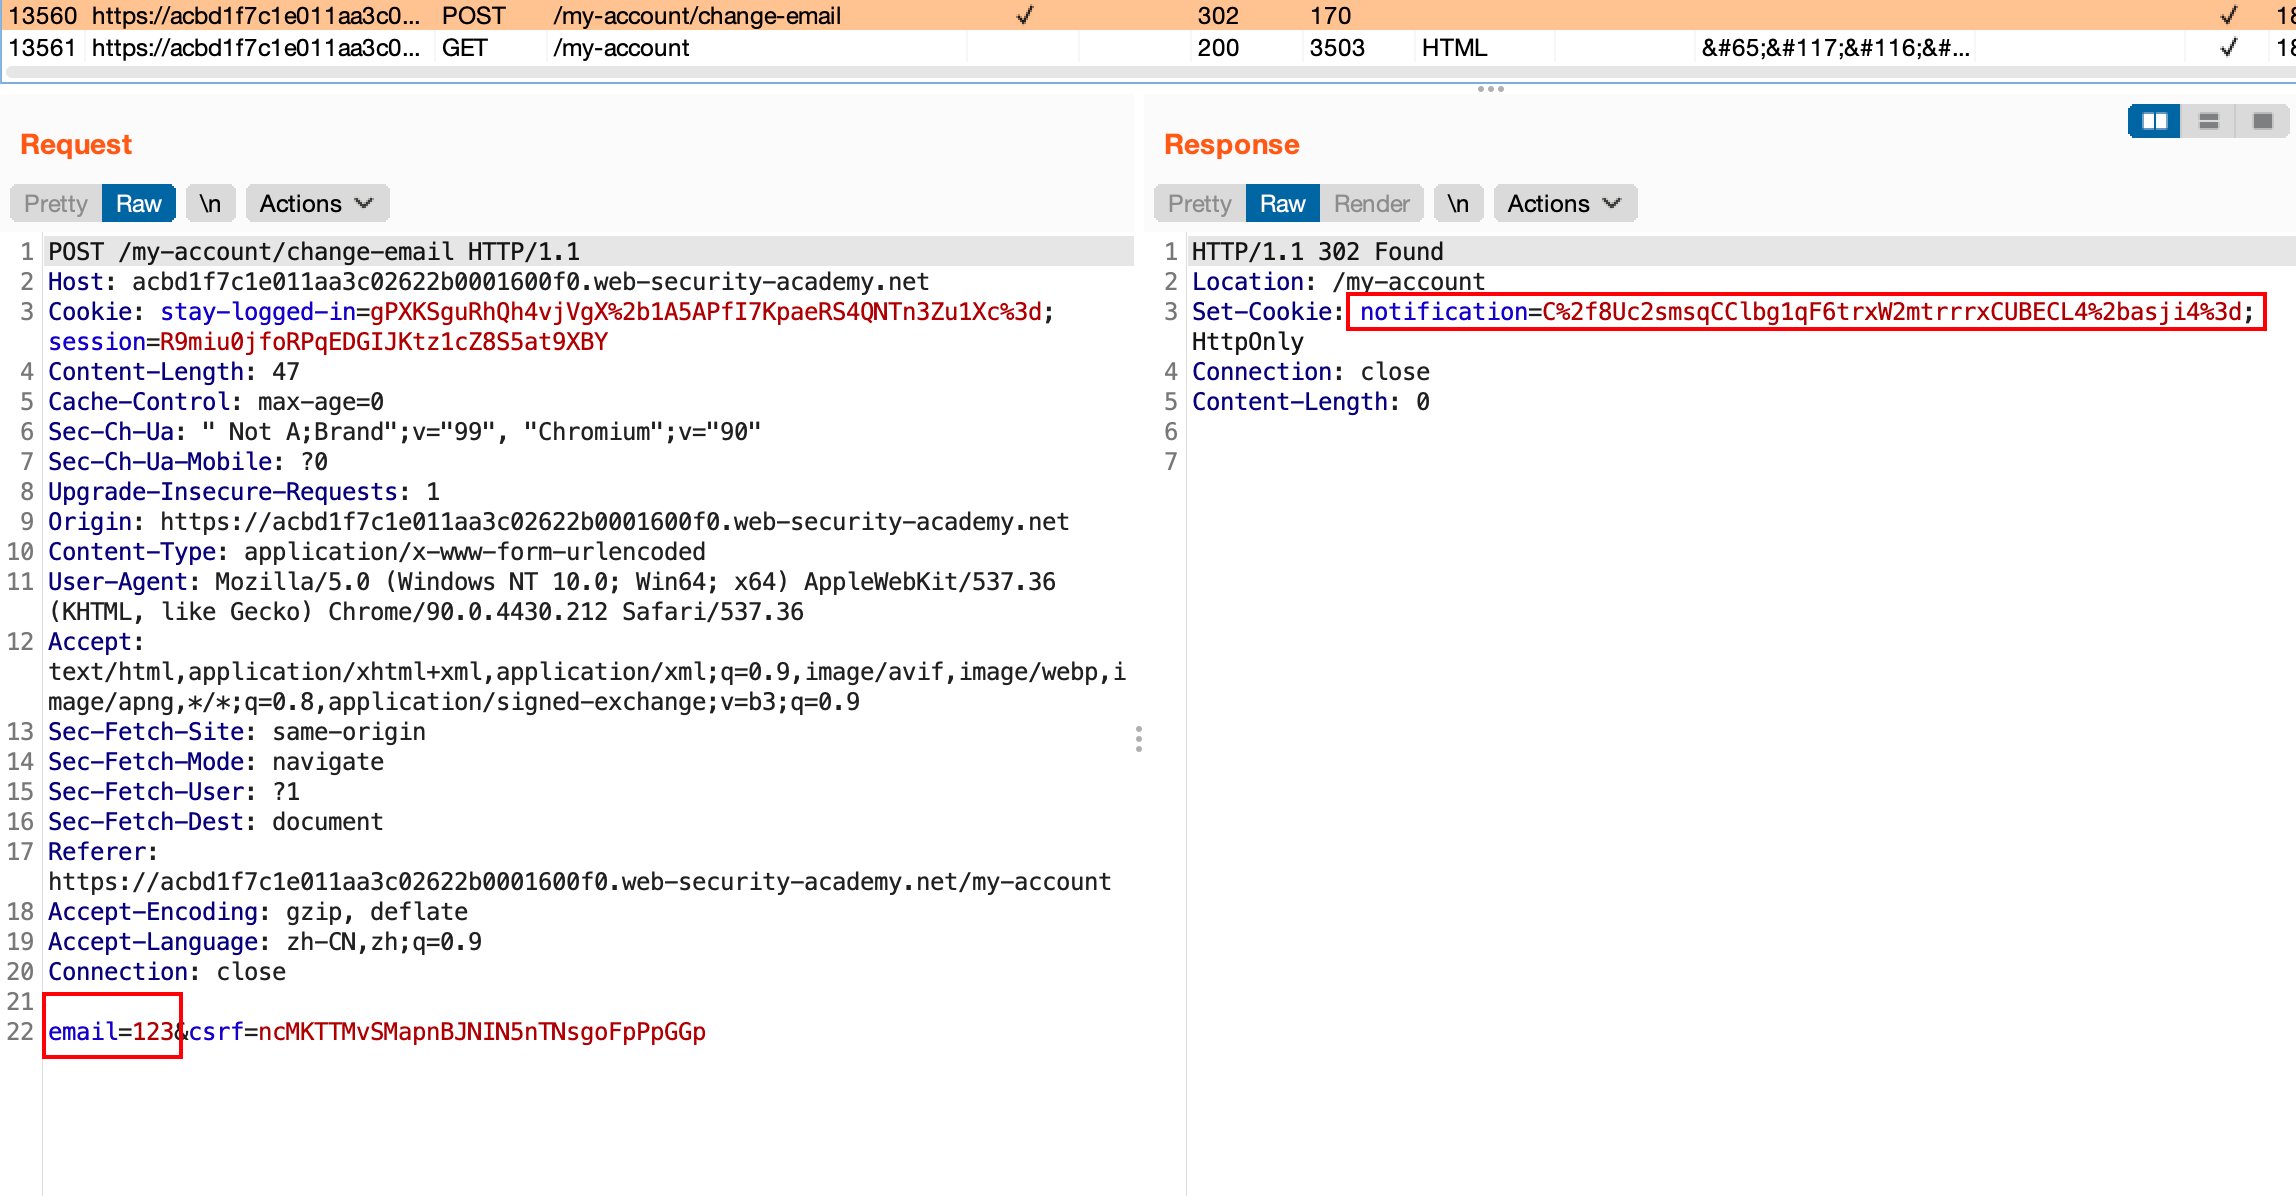 13560 https://acbd1f7c1e011aa3c0... POST /my-account/change-email ✓ 302 170 ✓ 18
13561 https://acbd1f7c1e011aa3c0... GET /my-account 200 3503 HTML &#65;&#117;&#116;&#... ✓ 18
Request
Pretty Raw \n Actions
1 POST /my-account/change-email HTTP/1.1
2 Host: acbd1f7c1e011aa3c02622b0001600f0.web-security-academy.net
3 Cookie: stay-logged-in=gPXKSguRhQh4vjVgX%2b1A5APfI7KpaeRS4QNTn3Zu1Xc%3d;
session=R9miu0jfoRPqEDGIJKtz1cZ8S5at9XBY
4 Content-Length: 47
5 Cache-Control: max-age=0
6 Sec-Ch-Ua: " Not A;Brand";v="99", "Chromium";v="90"
7 Sec-Ch-Ua-Mobile: ?0
8 Upgrade-Insecure-Requests: 1
9 Origin: https://acbd1f7c1e011aa3c02622b0001600f0.web-security-academy.net
10 Content-Type: application/x-www-form-urlencoded
11 User-Agent: Mozilla/5.0 (Windows NT 10.0; Win64; x64) AppleWebKit/537.36
(KHTML, like Gecko) Chrome/90.0.4430.212 Safari/537.36
12 Accept:
text/html,application/xhtml+xml,application/xml;q=0.9,image/avif,image/webp,i
mage/apng,*/*;q=0.8,application/signed-exchange;v=b3;q=0.9
13 Sec-Fetch-Site: same-origin
14 Sec-Fetch-Mode: navigate
15 Sec-Fetch-User: ?1
16 Sec-Fetch-Dest: document
17 Referer:
https://acbd1f7c1e011aa3c02622b0001600f0.web-security-academy.net/my-account
18 Accept-Encoding: gzip, deflate
19 Accept-Language: zh-CN,zh;q=0.9
20 Connection: close
21
22 email=123&csrf=ncMKTTMvSMapnBJNIN5nTNsgoFpPpGGp
Response
Pretty Raw Render \n Actions
1 HTTP/1.1 302 Found
2 Location: /my-account
3 Set-Cookie: notification=C%2f8Uc2smsqCClbg1qF6trxW2mtrrrxCUBECL4%2basji4%3d;
HttpOnly
4 Connection: close
5 Content-Length: 0
6
7